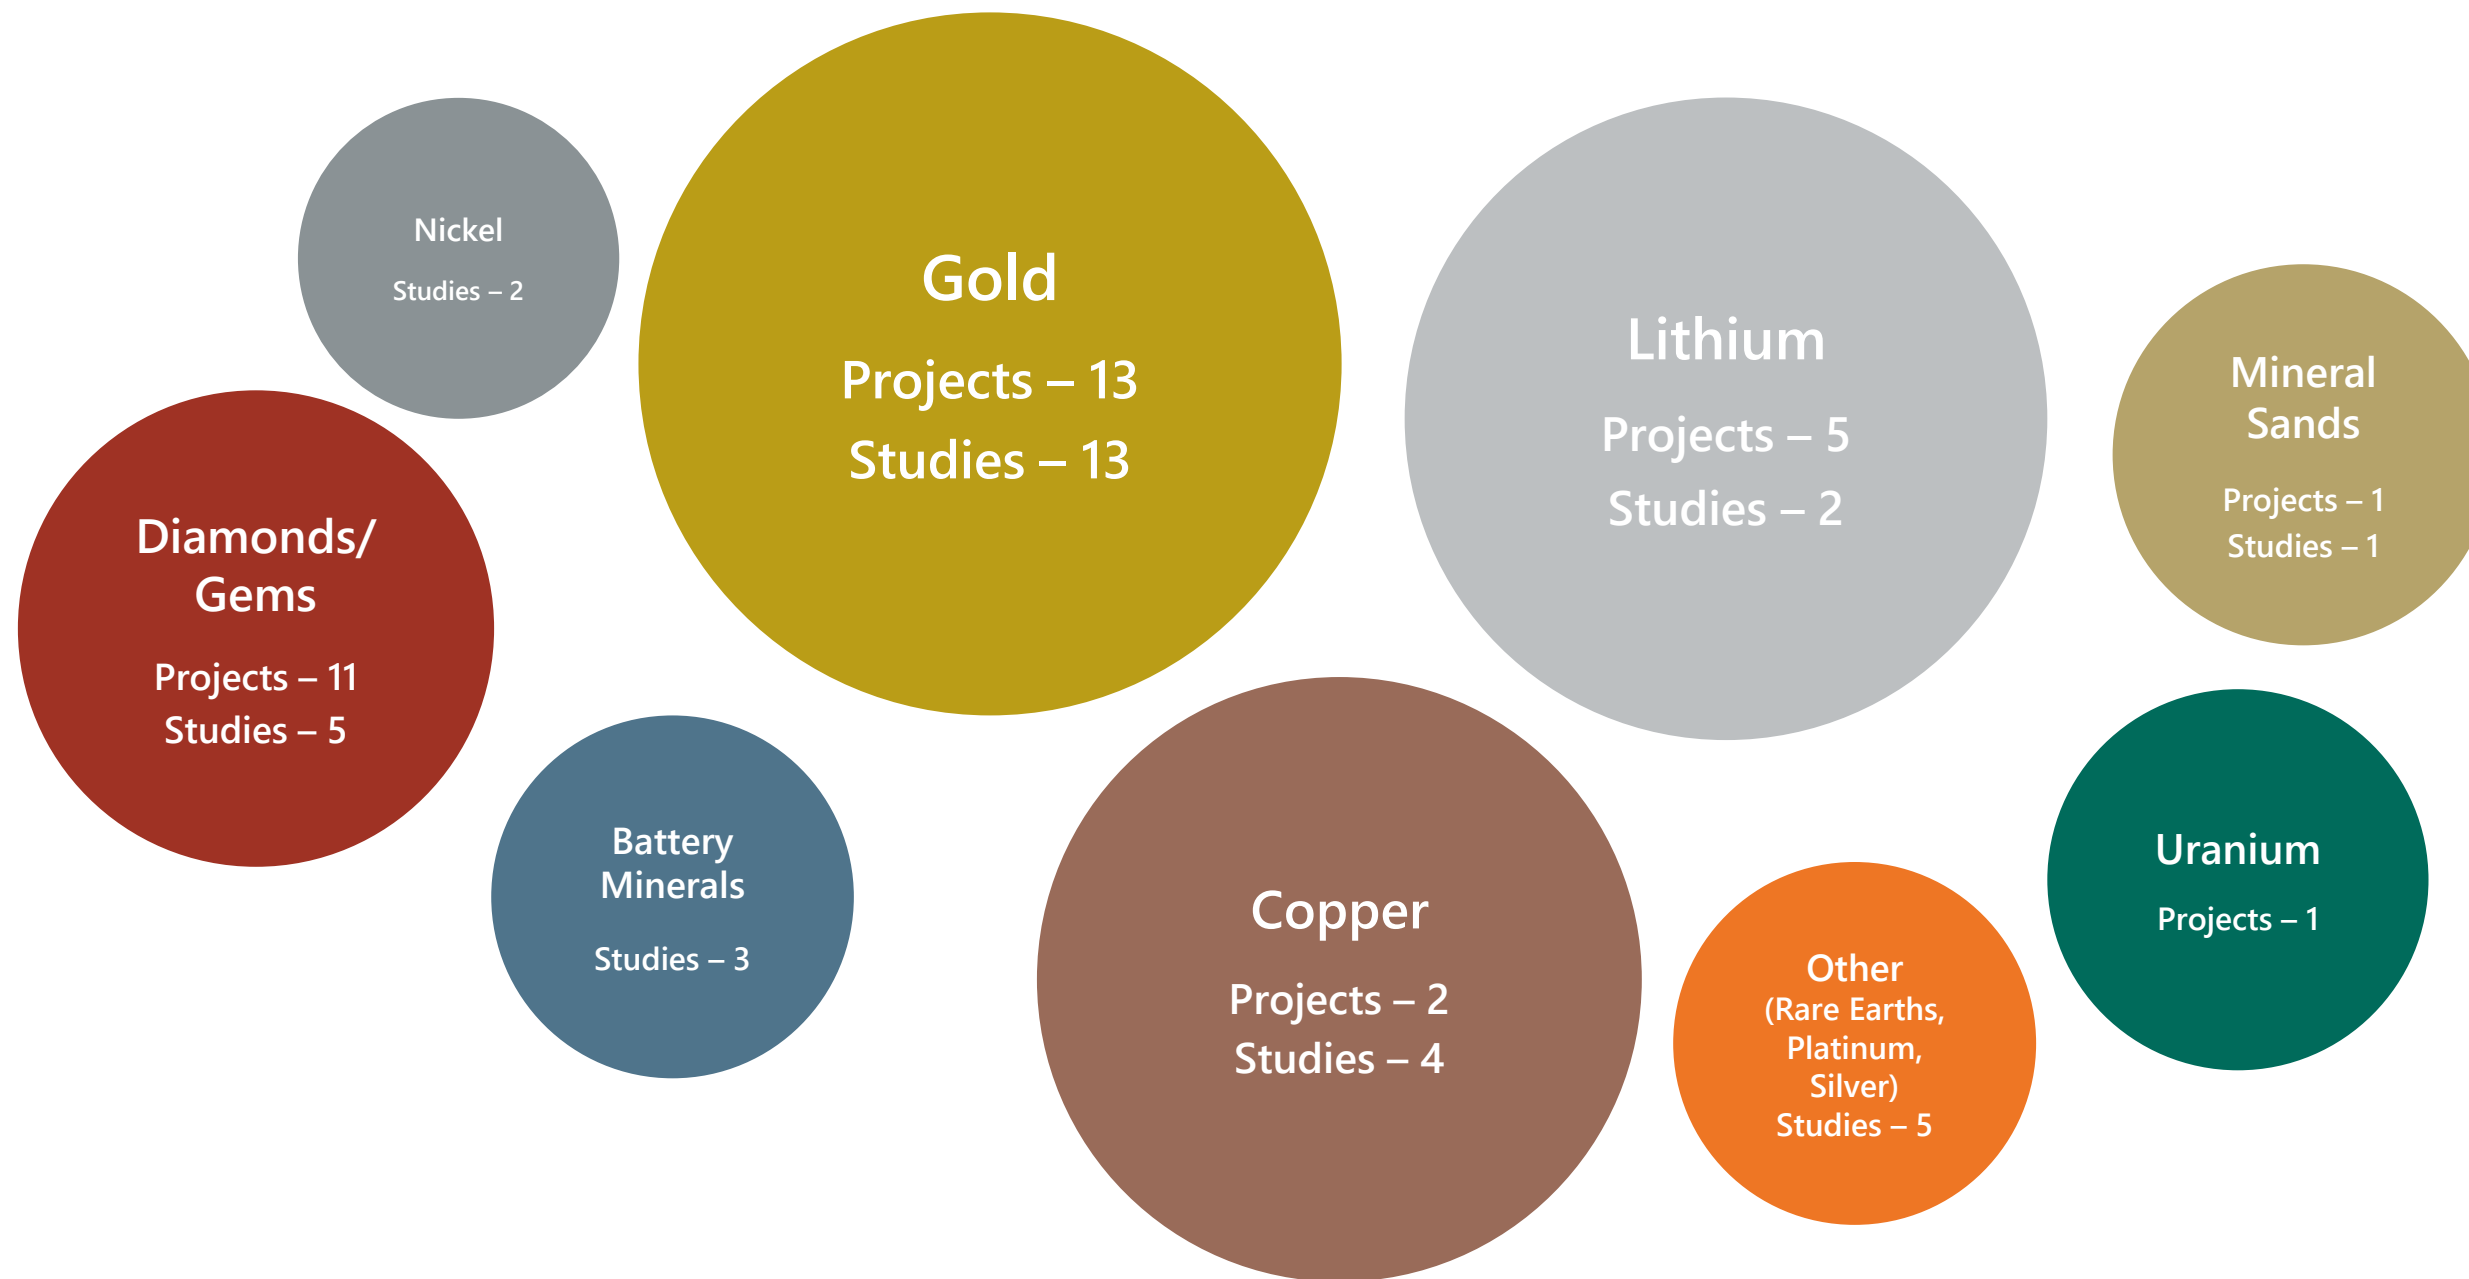 Nickel
Studies – 2
Gold
Projects – 13
Studies – 13
Lithium
Projects – 5
Studies – 2
Mineral
Sands
Projects – 1
Studies – 1
Diamonds/
Gems
Projects – 11
Studies – 5
Battery
Minerals
Studies – 3
Copper
Projects – 2
Studies – 4
Other
(Rare Earths,
Platinum,
Silver)
Studies – 5
Uranium
Projects – 1